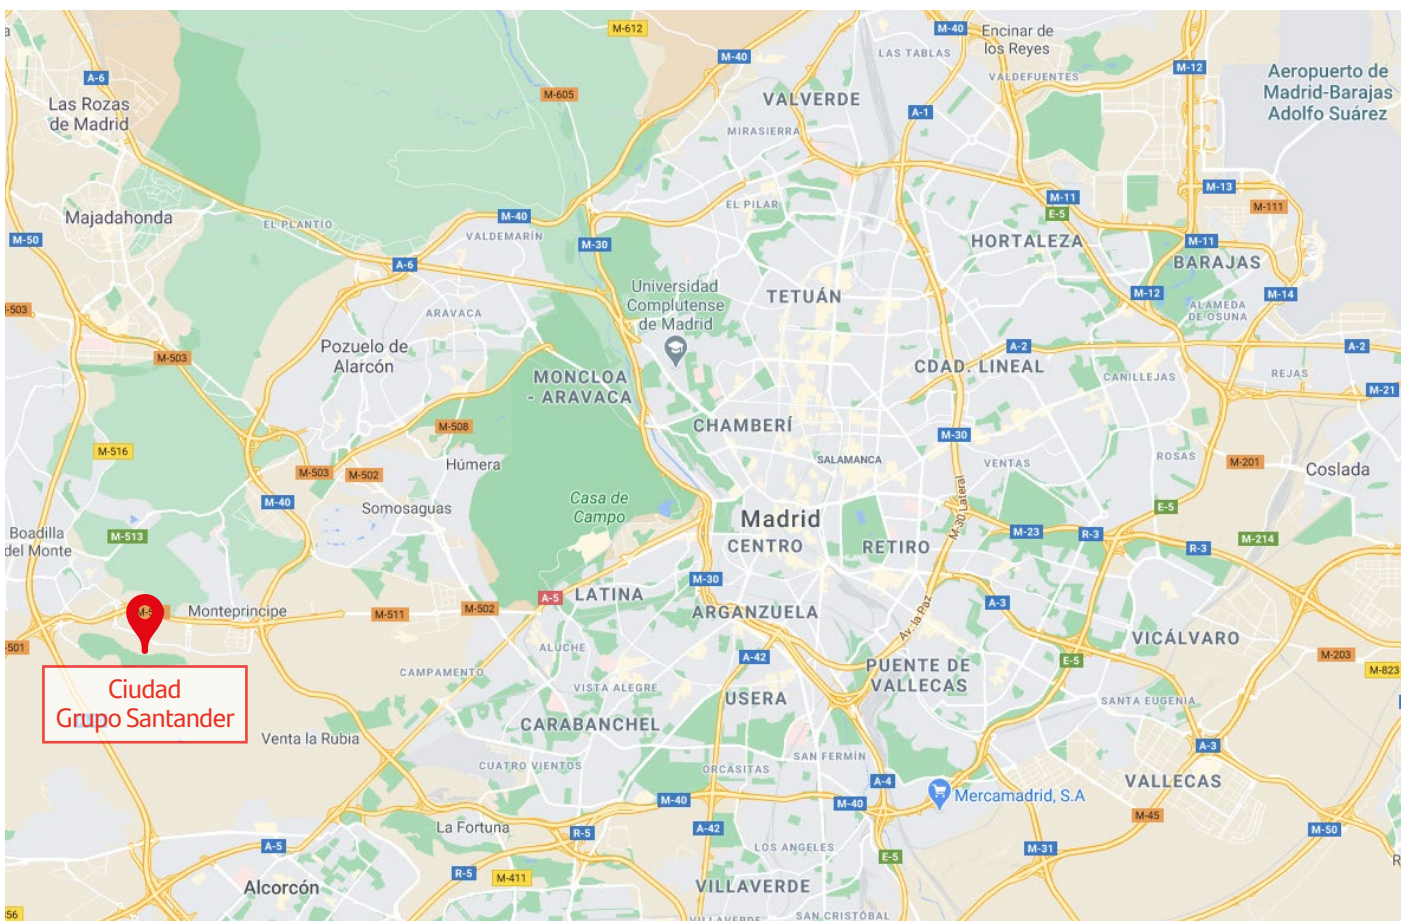 M-612
M-40
Encinar de
los Reyes
LAS TABLAS
M-40
M-12
VALDEFUENTES
Aeropuerto de
Madrid-Barajas
Adolfo Suárez
A-6
Las Rozas
de Madrid
M-605
VALVERDE
A-1
MIRASIERRA
M-13
M-11
M-111
E-5
EL PILAR
Majadahonda
EL PLANTÍO
M-40
VALDEMARÍN
M-50
M-30
HORTALEZA
M-11
BARAJAS
A-6
Universidad
Complutense
de Madrid
TETUÁN
M-12
M-14
ALAMEDA
DE OSUNA
-503
ARAVACA
Pozuelo de
Alarcón
M-503
A-2
A-2
MONCLOA
- ARAVACA
CDAD. LINEAL
CANILLEJAS
REJAS
M-21
M-508
CHAMBERÍ
M-30
M-516
Húmera
SALAMANCA
VENTAS
ROSAS
M-201
Coslada
M-503
M-502
M-40
Somosaguas
Casa de
Campo
Madrid
CENTRO
RETIRO
M-30 Lateral
E-5
M-23
R-3
R-3
M-214
Boadilla
del Monte
M-513
M-30
A-5
LATINA
ARGANZUELA
A-3
Av. la Paz
M-5
Monteprincipe
M-511
M-502
-501
VICÁLVARO
M-203
M-823
E-5
ALUCHE
A-42
PUENTE DE
VALLECAS
CAMPAMENTO
VISTA ALEGRE
USERA
SANTA EUGENIA
Ciudad
Grupo Santander
CARABANCHEL
Venta la Rubia
A-3
CUATRO VIENTOS
ORCASITAS
SAN FERMÍN
A-4
VALLECAS
M-40
M-40
Mercamadrid, S.A
M-45
La Fortuna
R-5
A-42
M-50
A-5
LOS ANGELES
E-5
M-31
R-5
M-411
Alcorcón
VILLAVERDE
VILLAVERDE
SAN CRISTÓBAL